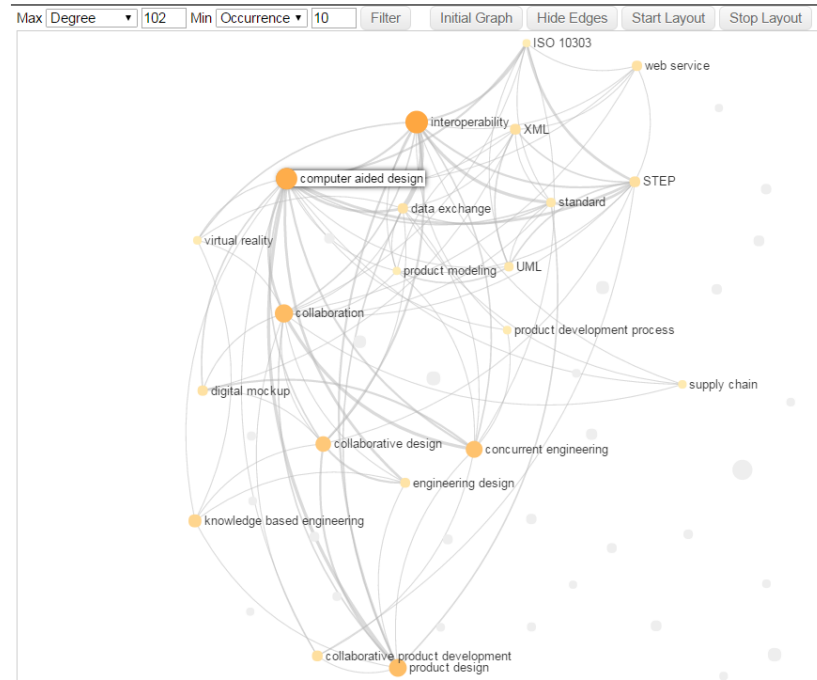 Max Degree 102 Min Occurrence 10 Filter Initial Graph Hide Edges Start Layout Stop Layout
ISO 10303
web service
interoperability
XML
computer aided design
STEP
standard
data exchange
virtual reality
product modeling
UML
collaboration
product development process
supply chain
digital mockup
collaborative design
concurrent engineering
engineering design
knowledge based engineering
collaborative product development
product design